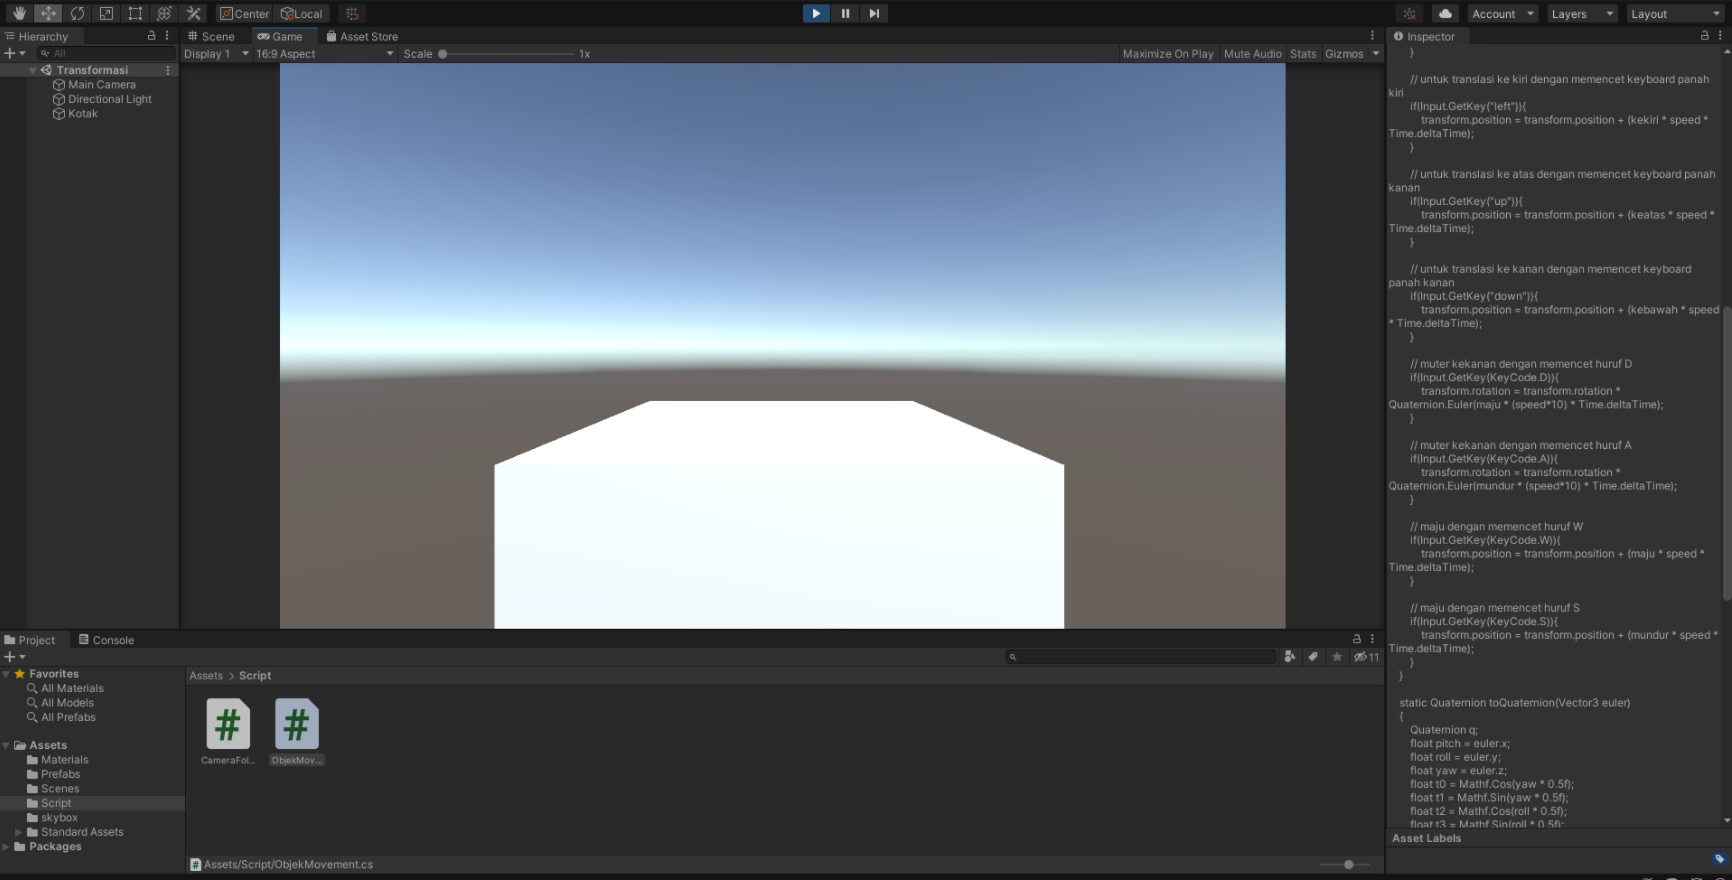 Center
Local
Account
Layers
Layout
Hierarchy
All
Transformasi
Main Camera
Directional Light
Kotak
Scene
Game
Asset Store
Display 1
16:9 Aspect
Scale
1x
Maximize On Play
Mute Audio
Stats
Gizmos
Inspector
}
// untuk translasi ke kiri dengan memencet keyboard panah
kiri
if(Input.GetKey("left")){
transform.position = transform.position + (kekiri * speed *
Time.deltaTime);
}
// untuk translasi ke atas dengan memencet keyboard panah
kanan
if(Input.GetKey("up")){
transform.position = transform.position + (keatas * speed *
Time.deltaTime);
}
// untuk translasi ke kanan dengan memencet keyboard
panah kanan
if(Input.GetKey("down")){
transform.position = transform.position + (kebawah * speed
* Time.deltaTime);
}
// muter kekanan dengan memencet huruf D
if(Input.GetKey(KeyCode.D)){
transform.rotation = transform.rotation *
Quaternion.Euler(maju * (speed*10) * Time.deltaTime);
}
// muter kekanan dengan memencet huruf A
if(Input.GetKey(KeyCode.A)){
transform.rotation = transform.rotation *
Quaternion.Euler(mundur * (speed*10) * Time.deltaTime);
}
// maju dengan memencet huruf W
if(Input.GetKey(KeyCode.W)){
transform.position = transform.position + (maju * speed *
Time.deltaTime);
}
// maju dengan memencet huruf S
if(Input.GetKey(KeyCode.S)){
transform.position = transform.position + (mundur * speed *
Time.deltaTime);
}
}
static Quaternion toQuaternion(Vector3 euler)
{
Quaternion q;
float pitch = euler.x;
float roll = euler.y;
float yaw = euler.z;
float t0 = Mathf.Cos(yaw * 0.5f);
float t1 = Mathf.Sin(yaw * 0.5f);
float t2 = Mathf.Cos(roll * 0.5f);
float t3 = Mathf.Sin(roll * 0.5f);
Asset Labels
Project
Console
11
Favorites
All Materials
All Models
All Prefabs
Assets
Materials
Prefabs
Scenes
Script
skybox
Standard Assets
Packages
Assets > Script
#
CameraFol...
#
ObjekMov...
Assets/Script/ObjekMovement.cs